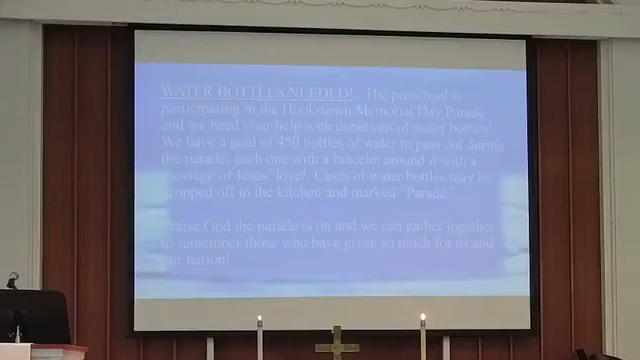 WATER BOTTLES NEEDED! The preschool is
participating in the Hookstown Memorial Day Parade
and we need your help with donations of water bottles!
We have a goal of 450 bottles of water to pass out during
the parade, each one with a bracelet around it with a
message of Jesus' love! Cases of water bottles may be
dropped off in the kitchen and marked "Parade."
Praise God the parade is on and we can gather together
to remember those who have given so much for us and
our nation!